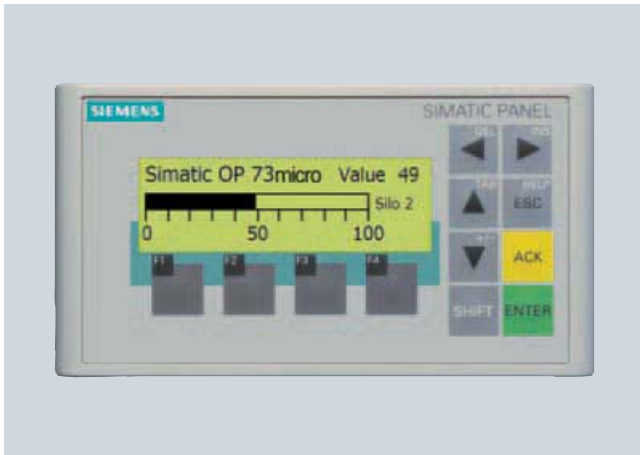 SIEMENS
SIMATIC PANEL
Simatic OP 73micro Value 49
Silo 2
0 50 100
F1 F2 F3 F4
DEL INS
TAB HELP
ESC
ACK
SHIFT ENTER